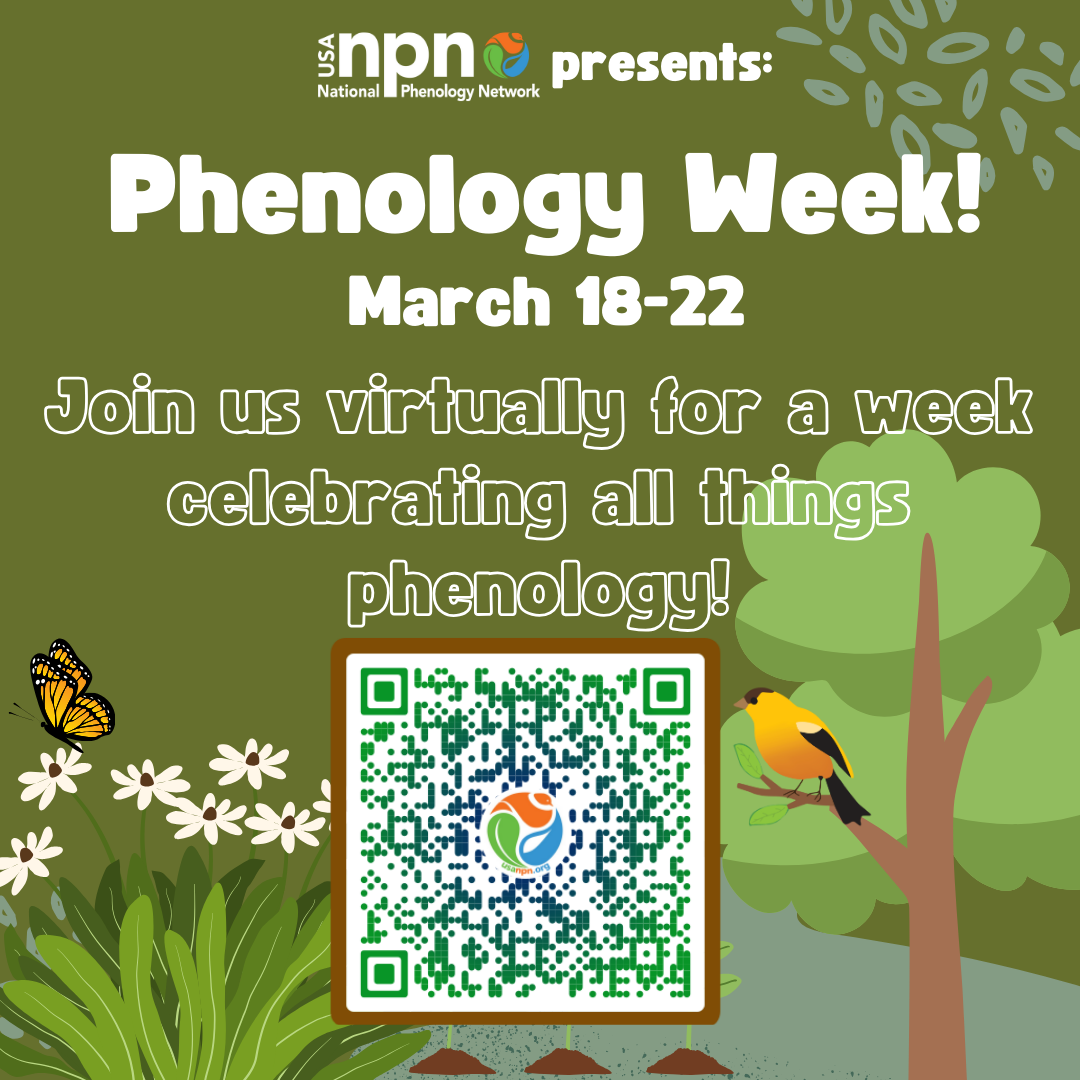 USA npn presents:
National Phenology Network
Phenology Week!
March 18-22
Join us virtually for a week
celebrating all things
phenology!
usanpn.org